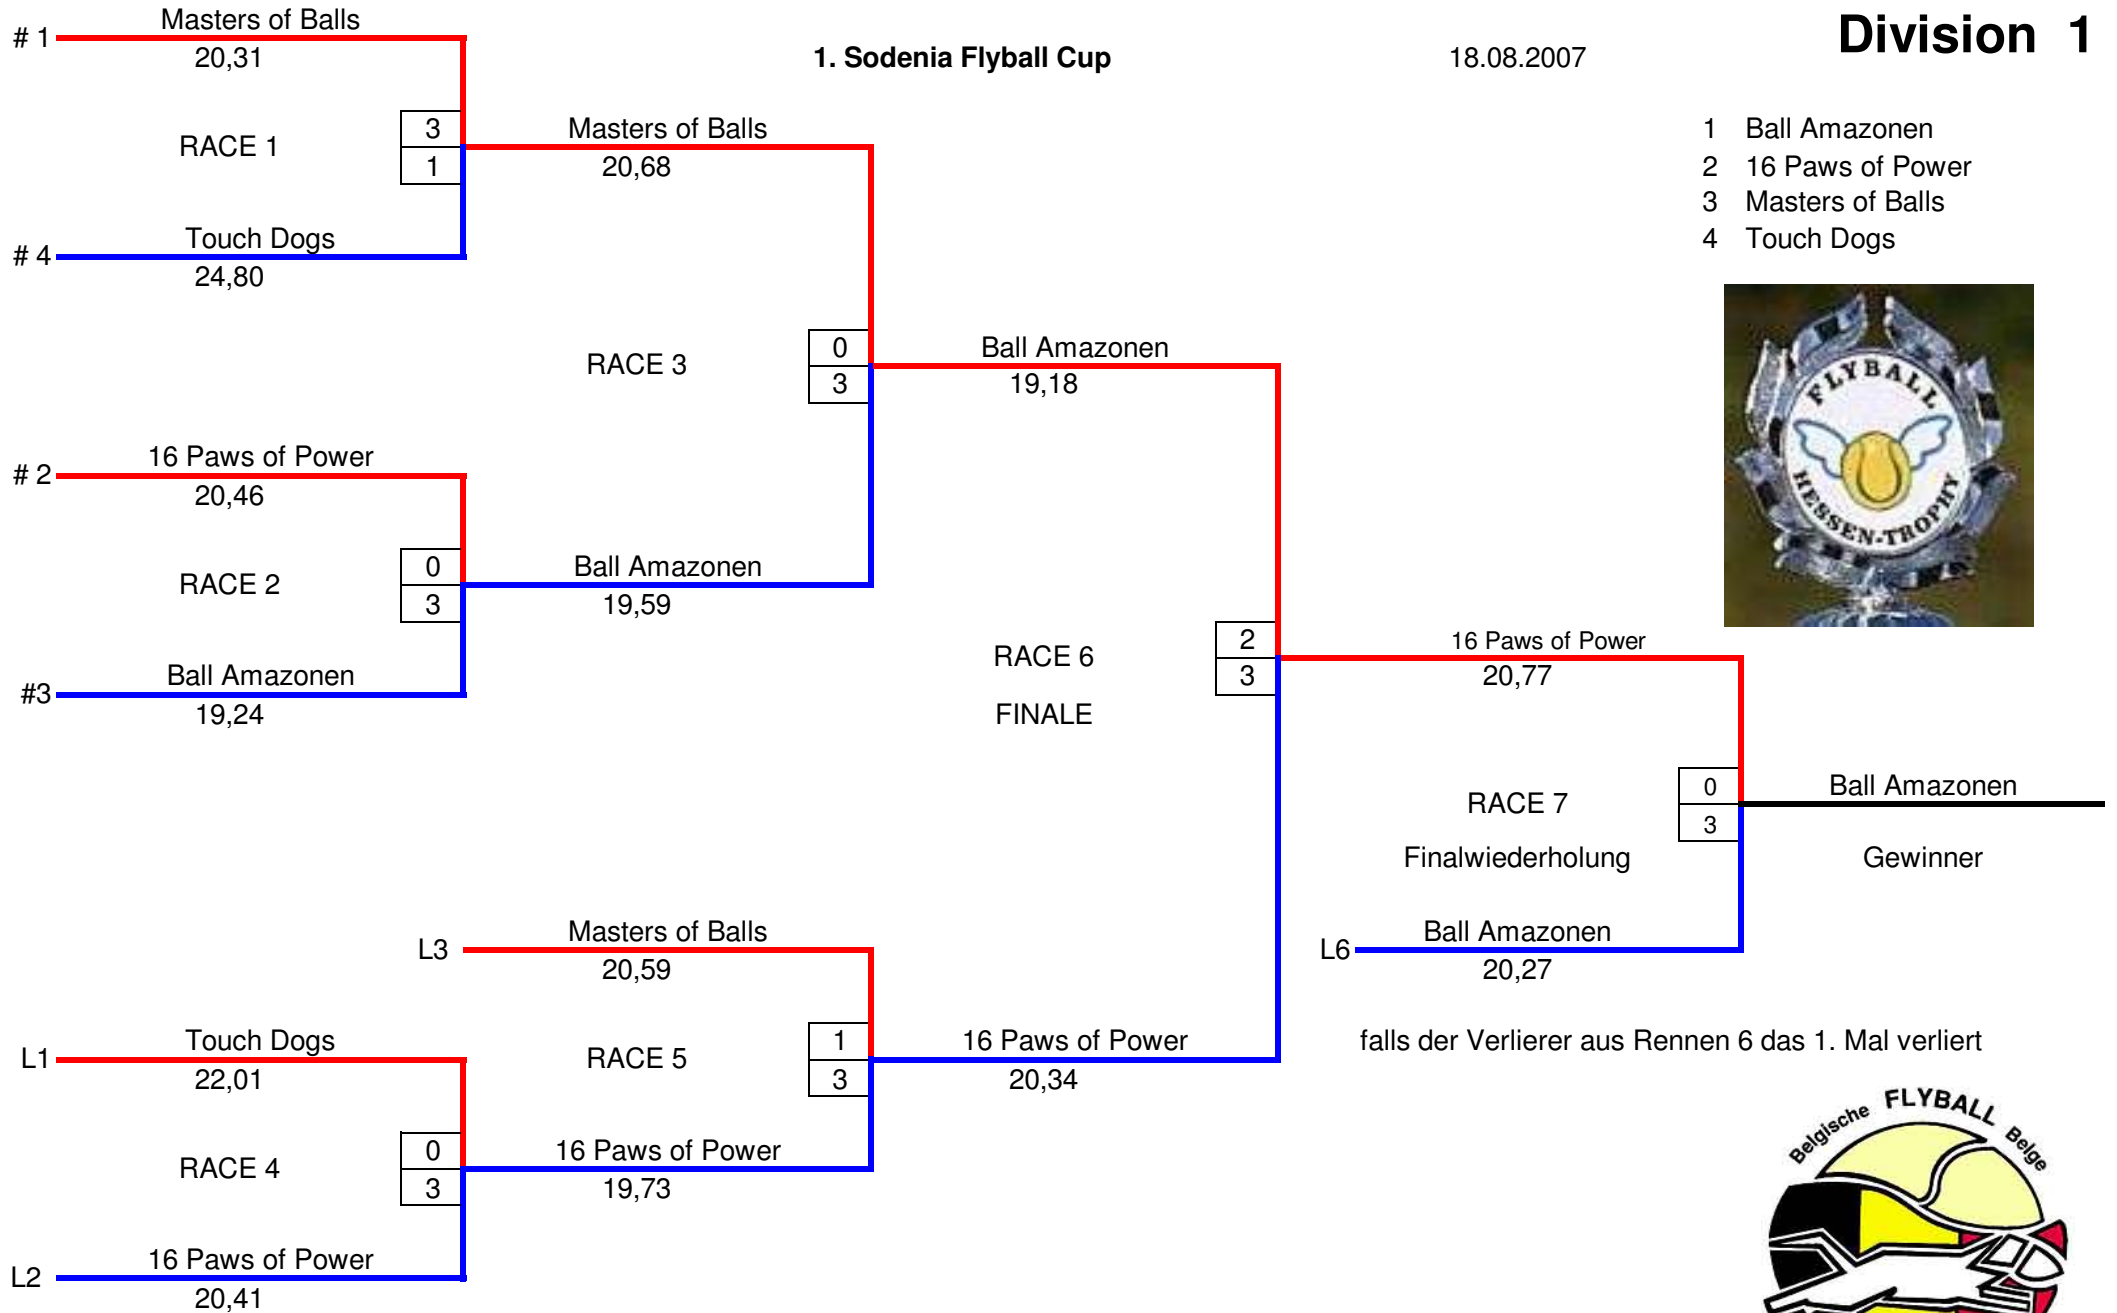 Division 1
1. Sodenia Flyball Cup
18.08.2007
1 Ball Amazonen
2 16 Paws of Power
3 Masters of Balls
4 Touch Dogs
FLYBALL
HESSEN-TROPHY
# 1
Masters of Balls
20,31
RACE 1
3
1
# 4
Touch Dogs
24,80
Masters of Balls
20,68
RACE 3
0
3
# 2
16 Paws of Power
20,46
RACE 2
0
3
#3
Ball Amazonen
19,24
Ball Amazonen
19,59
Ball Amazonen
19,18
RACE 6
2
3
FINALE
16 Paws of Power
20,77
RACE 7
0
3
Finalwiederholung
Ball Amazonen
Gewinner
L6
Ball Amazonen
20,27
falls der Verlierer aus Rennen 6 das 1. Mal verliert
L3
Masters of Balls
20,59
RACE 5
1
3
16 Paws of Power
20,34
L1
Touch Dogs
22,01
RACE 4
0
3
16 Paws of Power
19,73
L2
16 Paws of Power
20,41
Belgische FLYBALL Belge